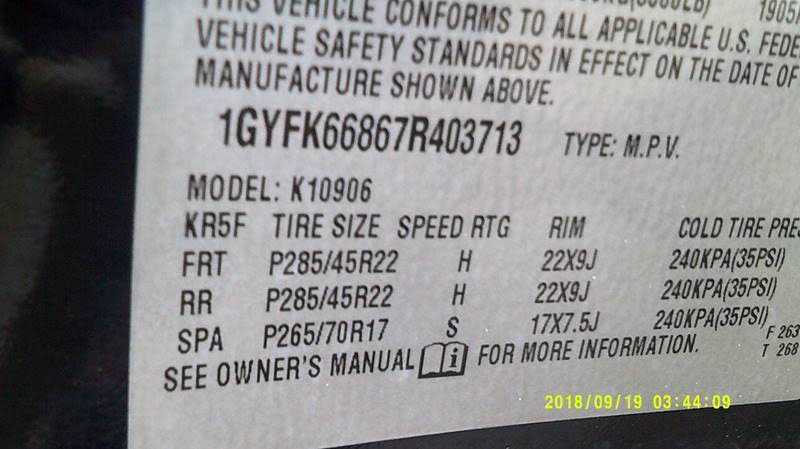 THIS VEHICLE CONFORMS TO ALL APPLICABLE U.S.
VEHICLE SAFETY STANDARDS IN EFFECT ON THE DATE OF
MANUFACTURE SHOWN ABOVE.
1GYFK66867R403713 TYPE: M.P.V.
MODEL: K10906
KR5F TIRE SIZE SPEED RTG RIM COLD TIRE
FRT P285/45R22 H 22X9J 240KPA(35PSI)
RR P285/45R22 H 22X9J 240KPA(35PSI)
SPA P265/70R17 S 17X7.5J 240KPA(35PSI)
F 263
T 268
SEE OWNER'S MANUAL i FOR MORE INFORMATION.
2018/09/19 03:44:09